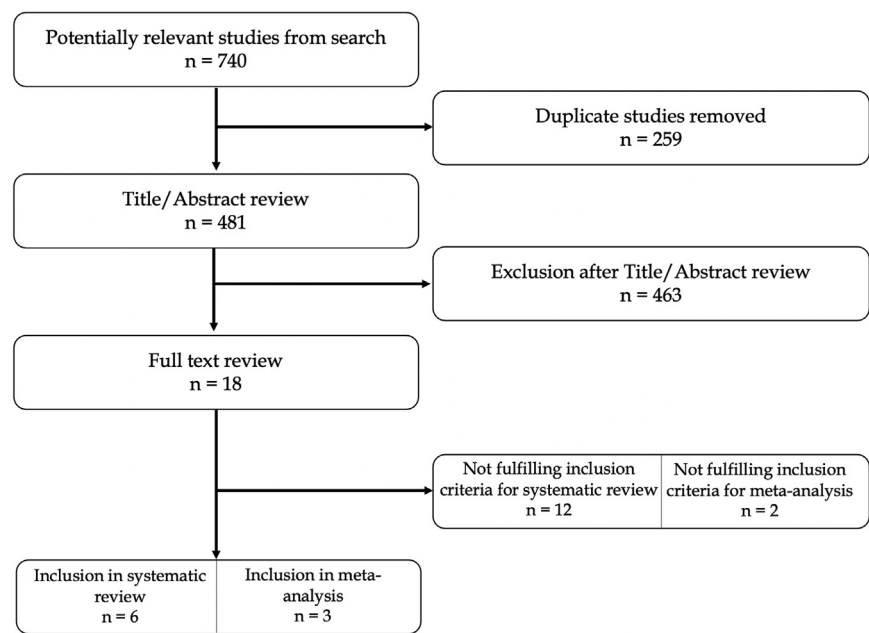 Potentially relevant studies from search
n = 740
Duplicate studies removed
n = 259
Title/Abstract review
n = 481
Exclusion after Title/Abstract review
n = 463
Full text review
n = 18
Not fulfilling inclusion
criteria for systematic review
n = 12
Not fulfilling inclusion
criteria for meta-analysis
n = 2
Inclusion in systematic
review
n = 6
Inclusion in meta-
analysis
n = 3